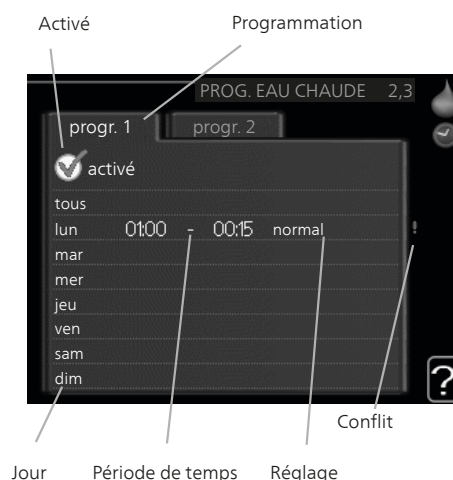 Activé Programmation
PROG. EAU CHAUDE 2,3
progr. 1 progr. 2
activé
tous
lun 01:00 - 00:15 normal !
mar
mer
jeu
ven
sam
dim
?
Conflit
Jour Période de temps Réglage